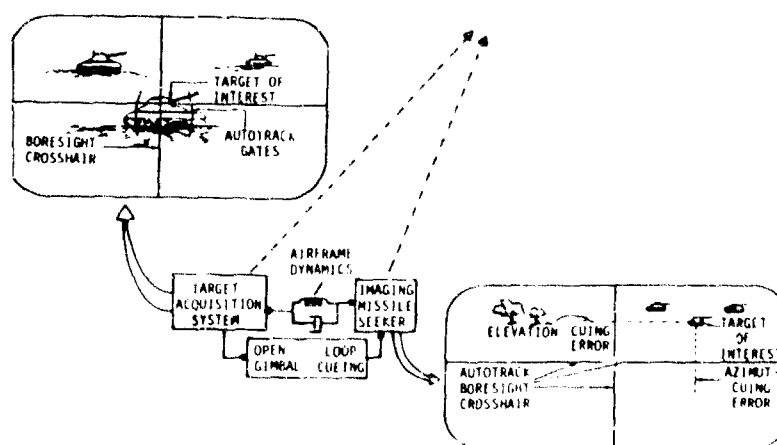 TARGET OF
INTEREST
BORESIGHT
CROSSHAIR
AUTOTRACK
GATES
AIRFRAME
DYNAMICS
TARGET
ACQUISITION
SYSTEM
IMAGING
MISSILE
SEEKER
OPEN LOOP
GIMBAL CUEING
ELEVATION CUING
ERROR
TARGET
OF
INTEREST
AUTOTRACK
BORESIGHT
CROSSHAIR
AZIMUT-
CUING
ERROR